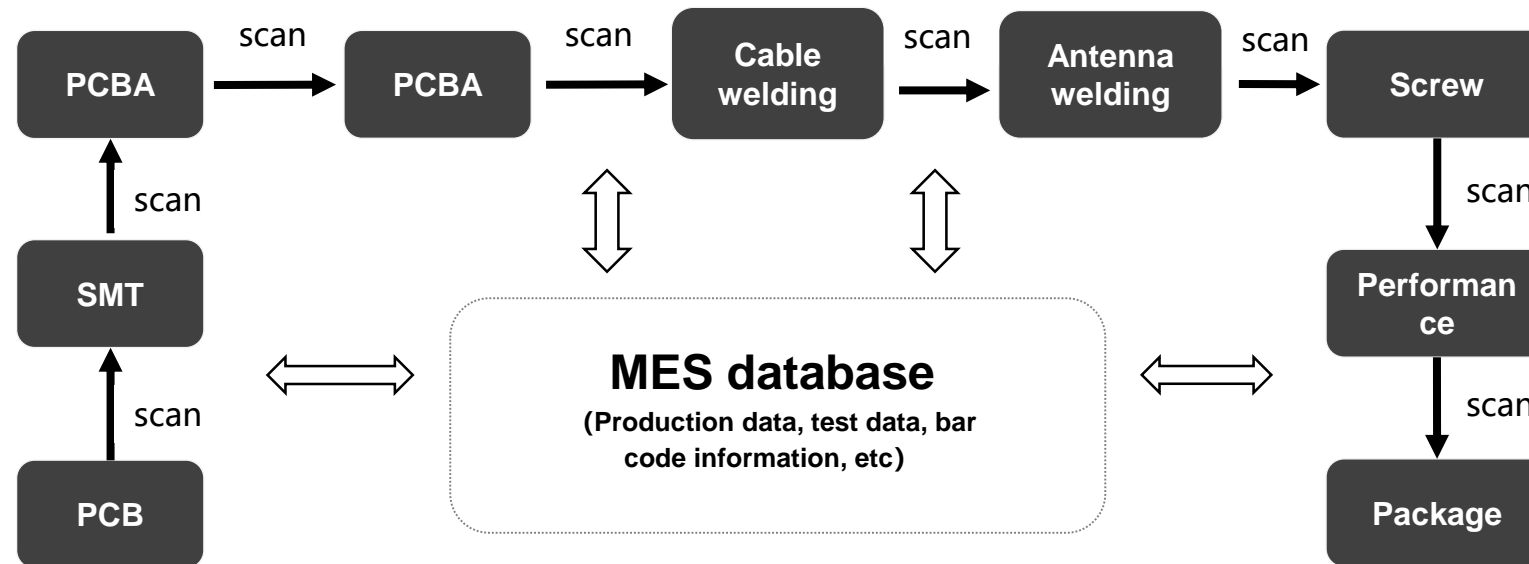 scan
scan
scan
scan
PCBA
PCBA
Cable
welding
Antenna
welding
Screw
scan
scan
SMT
Performan
ce
MES database
(Production data, test data, bar
code information, etc)
scan
scan
PCB
Package